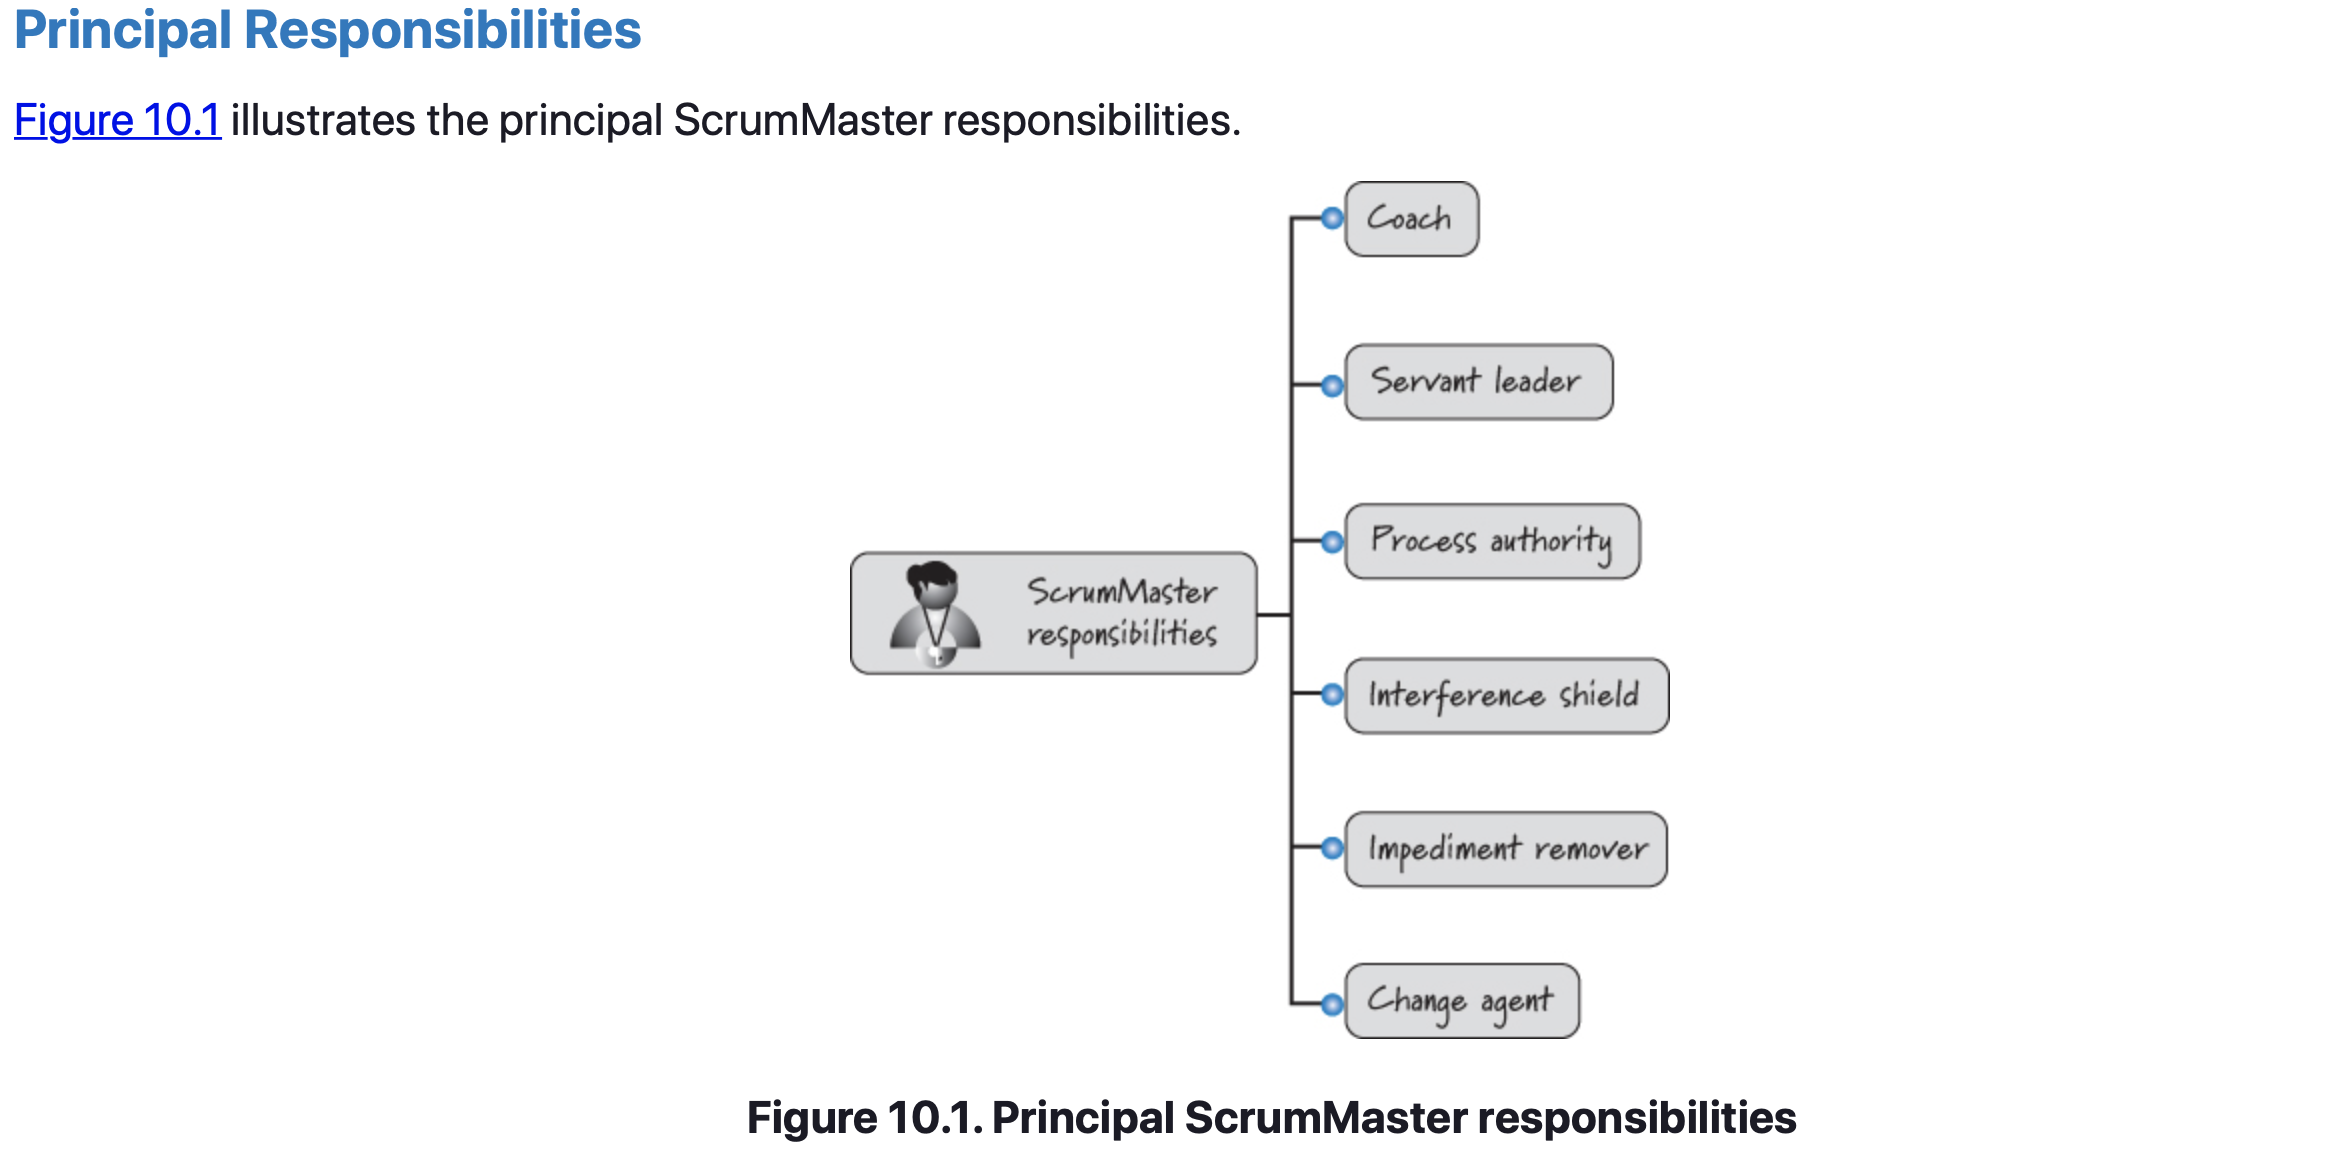 Principal Responsibilities
Figure 10.1 illustrates the principal ScrumMaster responsibilities.
ScrumMaster
responsibilities
Coach
Servant leader
Process authority
Interference shield
Impediment remover
Change agent
Figure 10.1. Principal ScrumMaster responsibilities